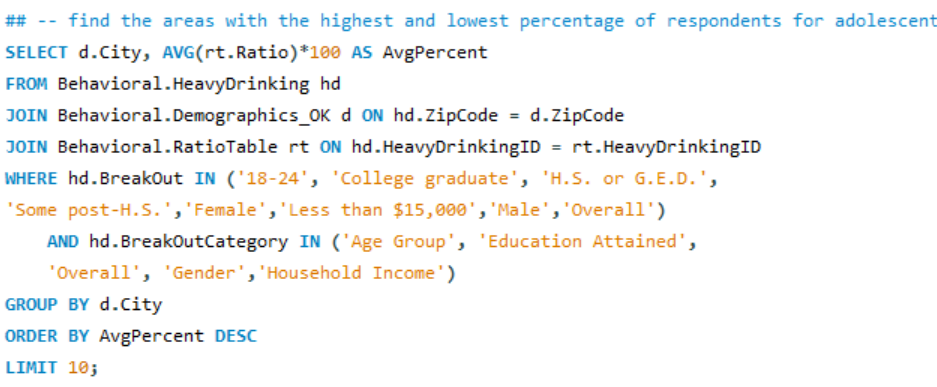 ## -- find the areas with the highest and lowest percentage of respondents for adolescent
SELECT d.City, AVG(rt.Ratio)*100 AS AvgPercent
FROM Behavioral.HeavyDrinking hd
JOIN Behavioral.Demographics_OK d ON hd.ZipCode = d.ZipCode
JOIN Behavioral.RatioTable rt ON hd.HeavyDrinkingID = rt.HeavyDrinkingID
WHERE hd.BreakOut IN ('18-24', 'College graduate', 'H.S. or G.E.D.',
'Some post-H.S.','Female','Less than $15,000','Male','Overall')
    AND hd.BreakOutCategory IN ('Age Group', 'Education Attained',
    'Overall', 'Gender','Household Income')
GROUP BY d.City
ORDER BY AvgPercent DESC
LIMIT 10;